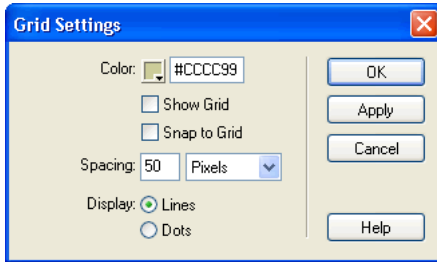 Grid Settings
Color: #CCCC99
Show Grid
Snap to Grid
Spacing: 50 Pixels
Display: Lines
Dots
OK
Apply
Cancel
Help